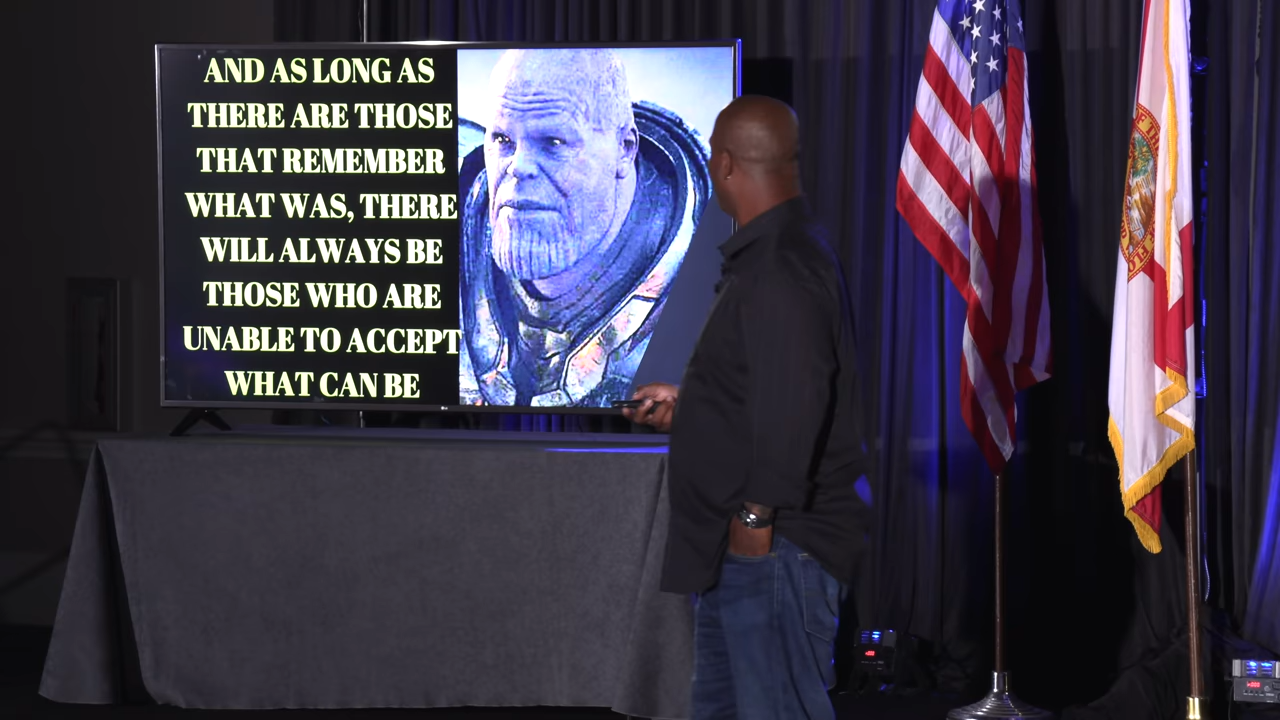 AND AS LONG AS
THERE ARE THOSE
THAT REMEMBER
WHAT WAS, THERE
WILL ALWAYS BE
THOSE WHO ARE
UNABLE TO ACCEPT
WHAT CAN BE